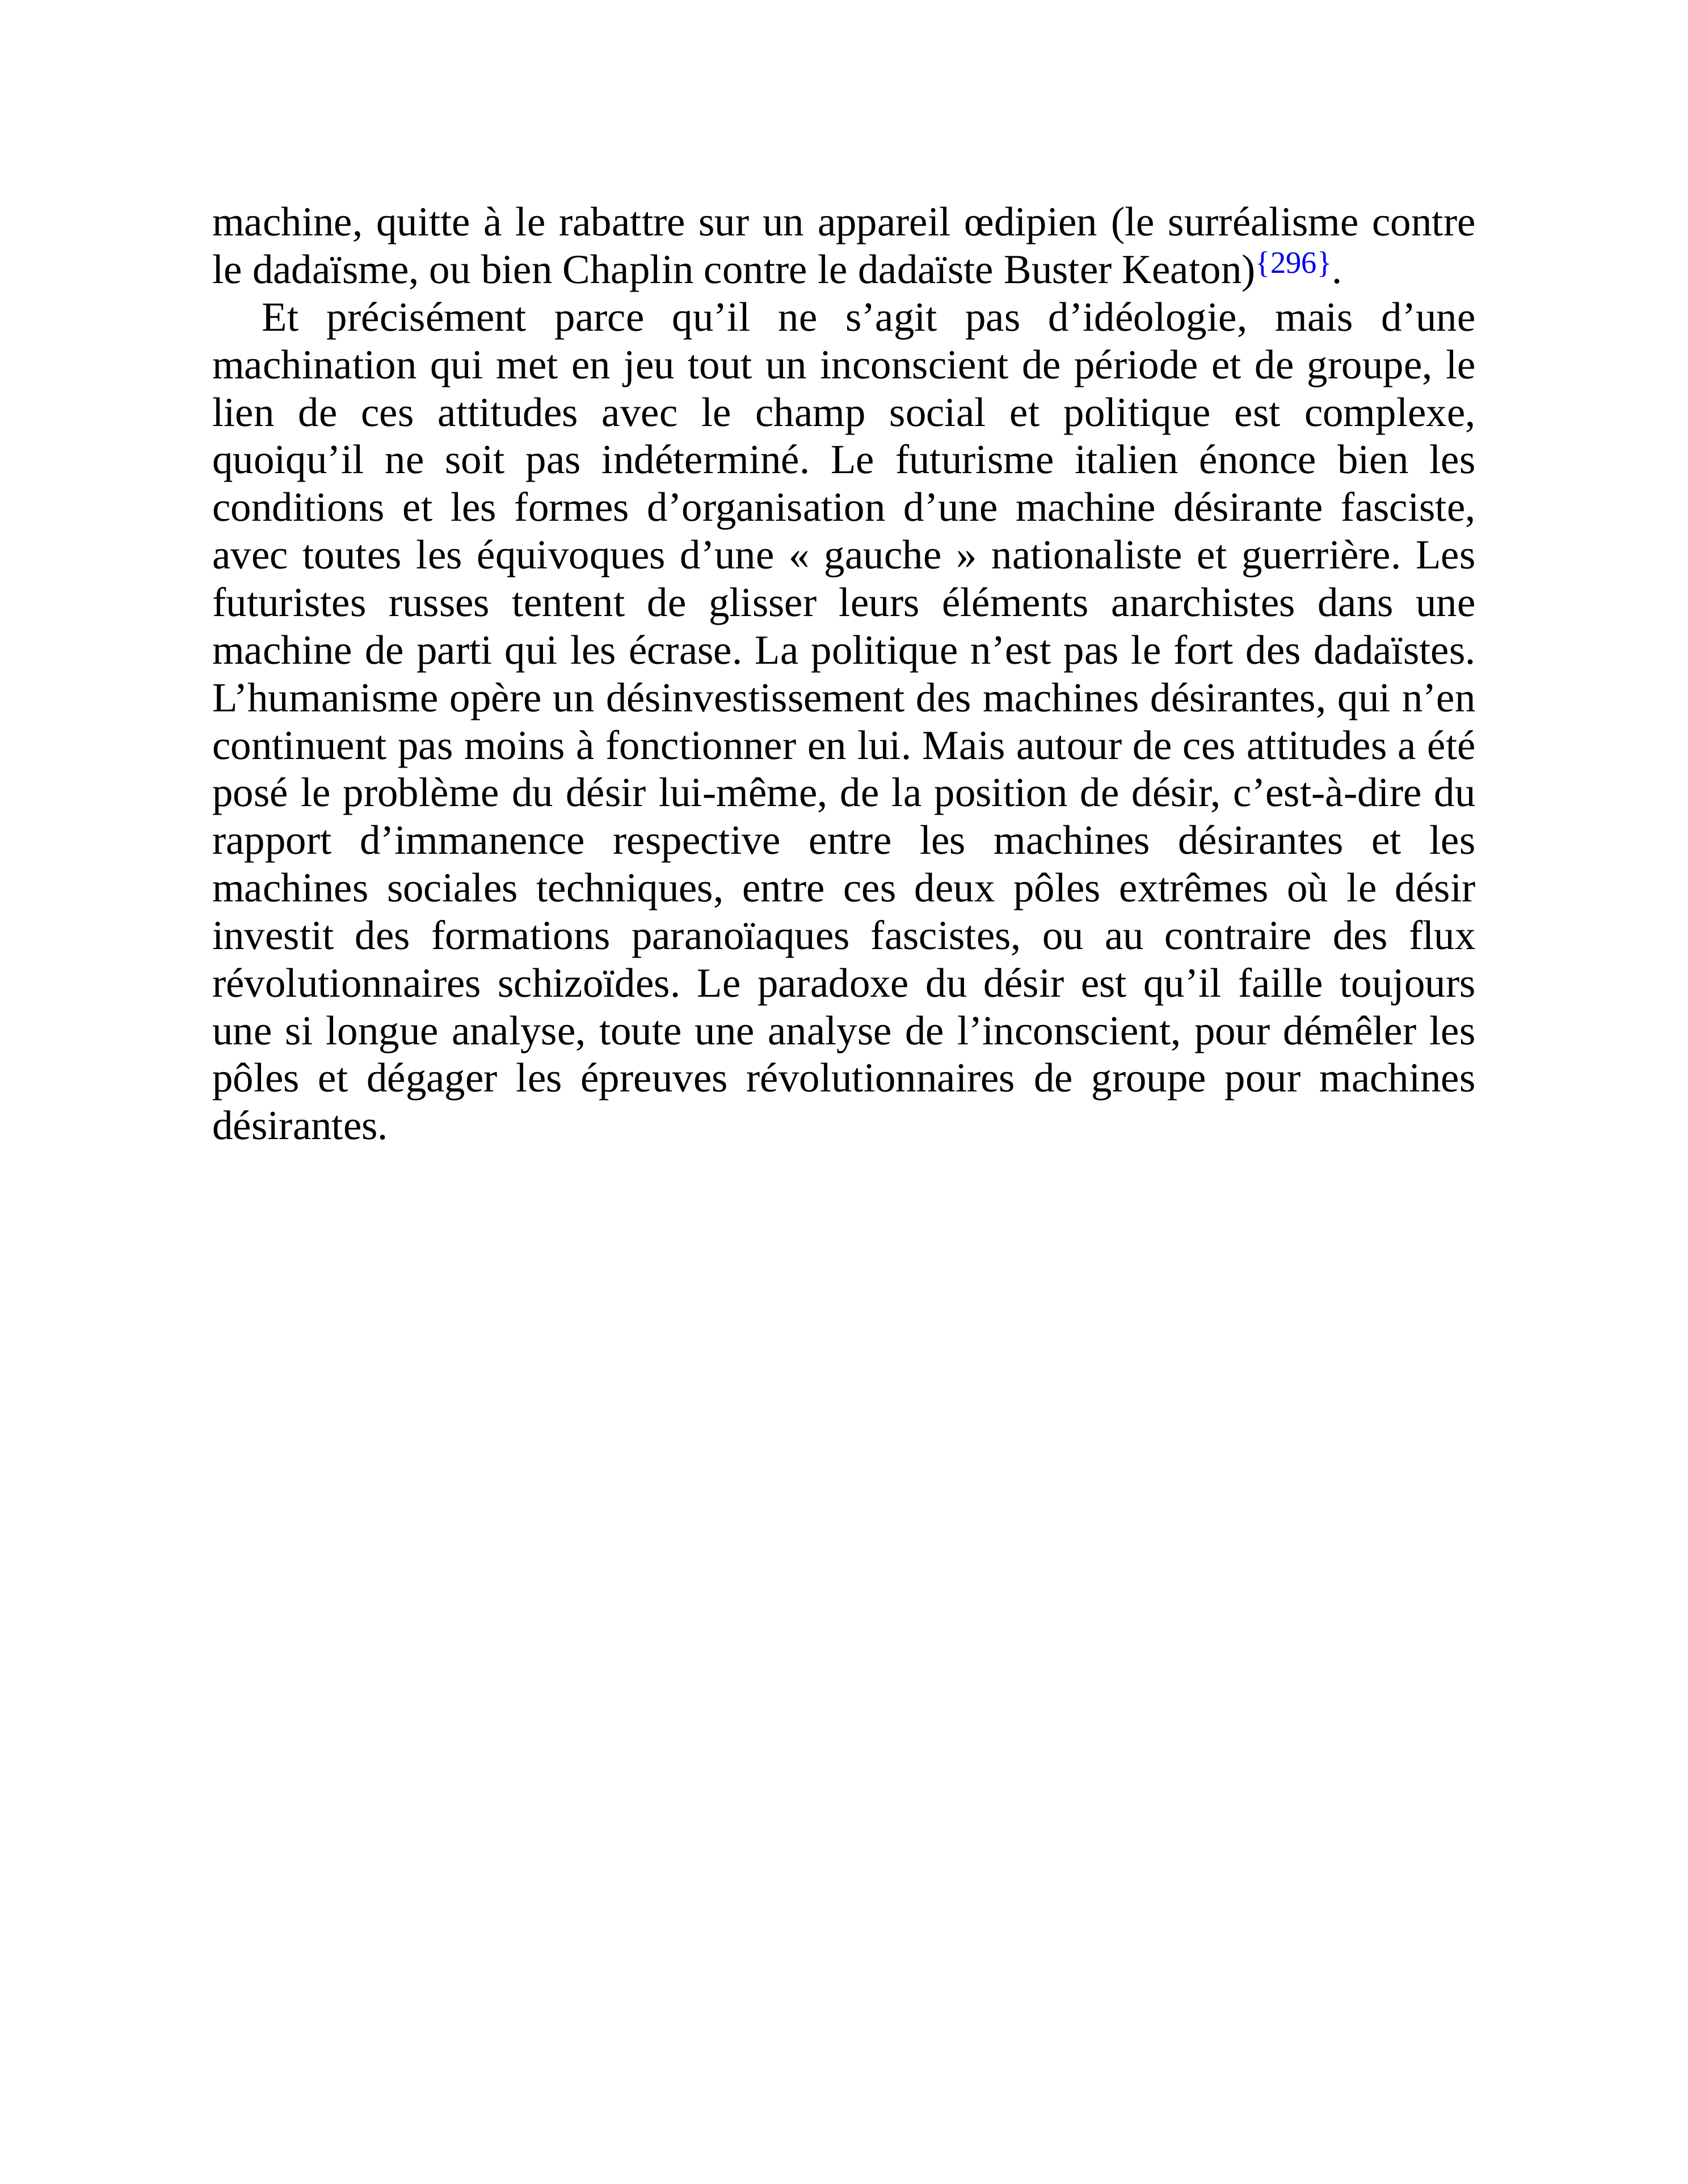 machine, quitte à le rabattre sur un appareil œdipien (le surréalisme contre
le dadaïsme, ou bien Chaplin contre le dadaïste Buster Keaton){296}.
Et précisément parce qu’il ne s’agit pas d’idéologie, mais d’une
machination qui met en jeu tout un inconscient de période et de groupe, le
lien de ces attitudes avec le champ social et politique est complexe,
quoiqu’il ne soit pas indéterminé. Le futurisme italien énonce bien les
conditions et les formes d’organisation d’une machine désirante fasciste,
avec toutes les équivoques d’une « gauche » nationaliste et guerrière. Les
futuristes russes tentent de glisser leurs éléments anarchistes dans une
machine de parti qui les écrase. La politique n’est pas le fort des dadaïstes.
L’humanisme opère un désinvestissement des machines désirantes, qui n’en
continuent pas moins à fonctionner en lui. Mais autour de ces attitudes a été
posé le problème du désir lui-même, de la position de désir, c’est-à-dire du
rapport d’immanence respective entre les machines désirantes et les
machines sociales techniques, entre ces deux pôles extrêmes où le désir
investit des formations paranoïaques fascistes, ou au contraire des flux
révolutionnaires schizoïdes. Le paradoxe du désir est qu’il faille toujours
une si longue analyse, toute une analyse de l’inconscient, pour démêler les
pôles et dégager les épreuves révolutionnaires de groupe pour machines
désirantes.